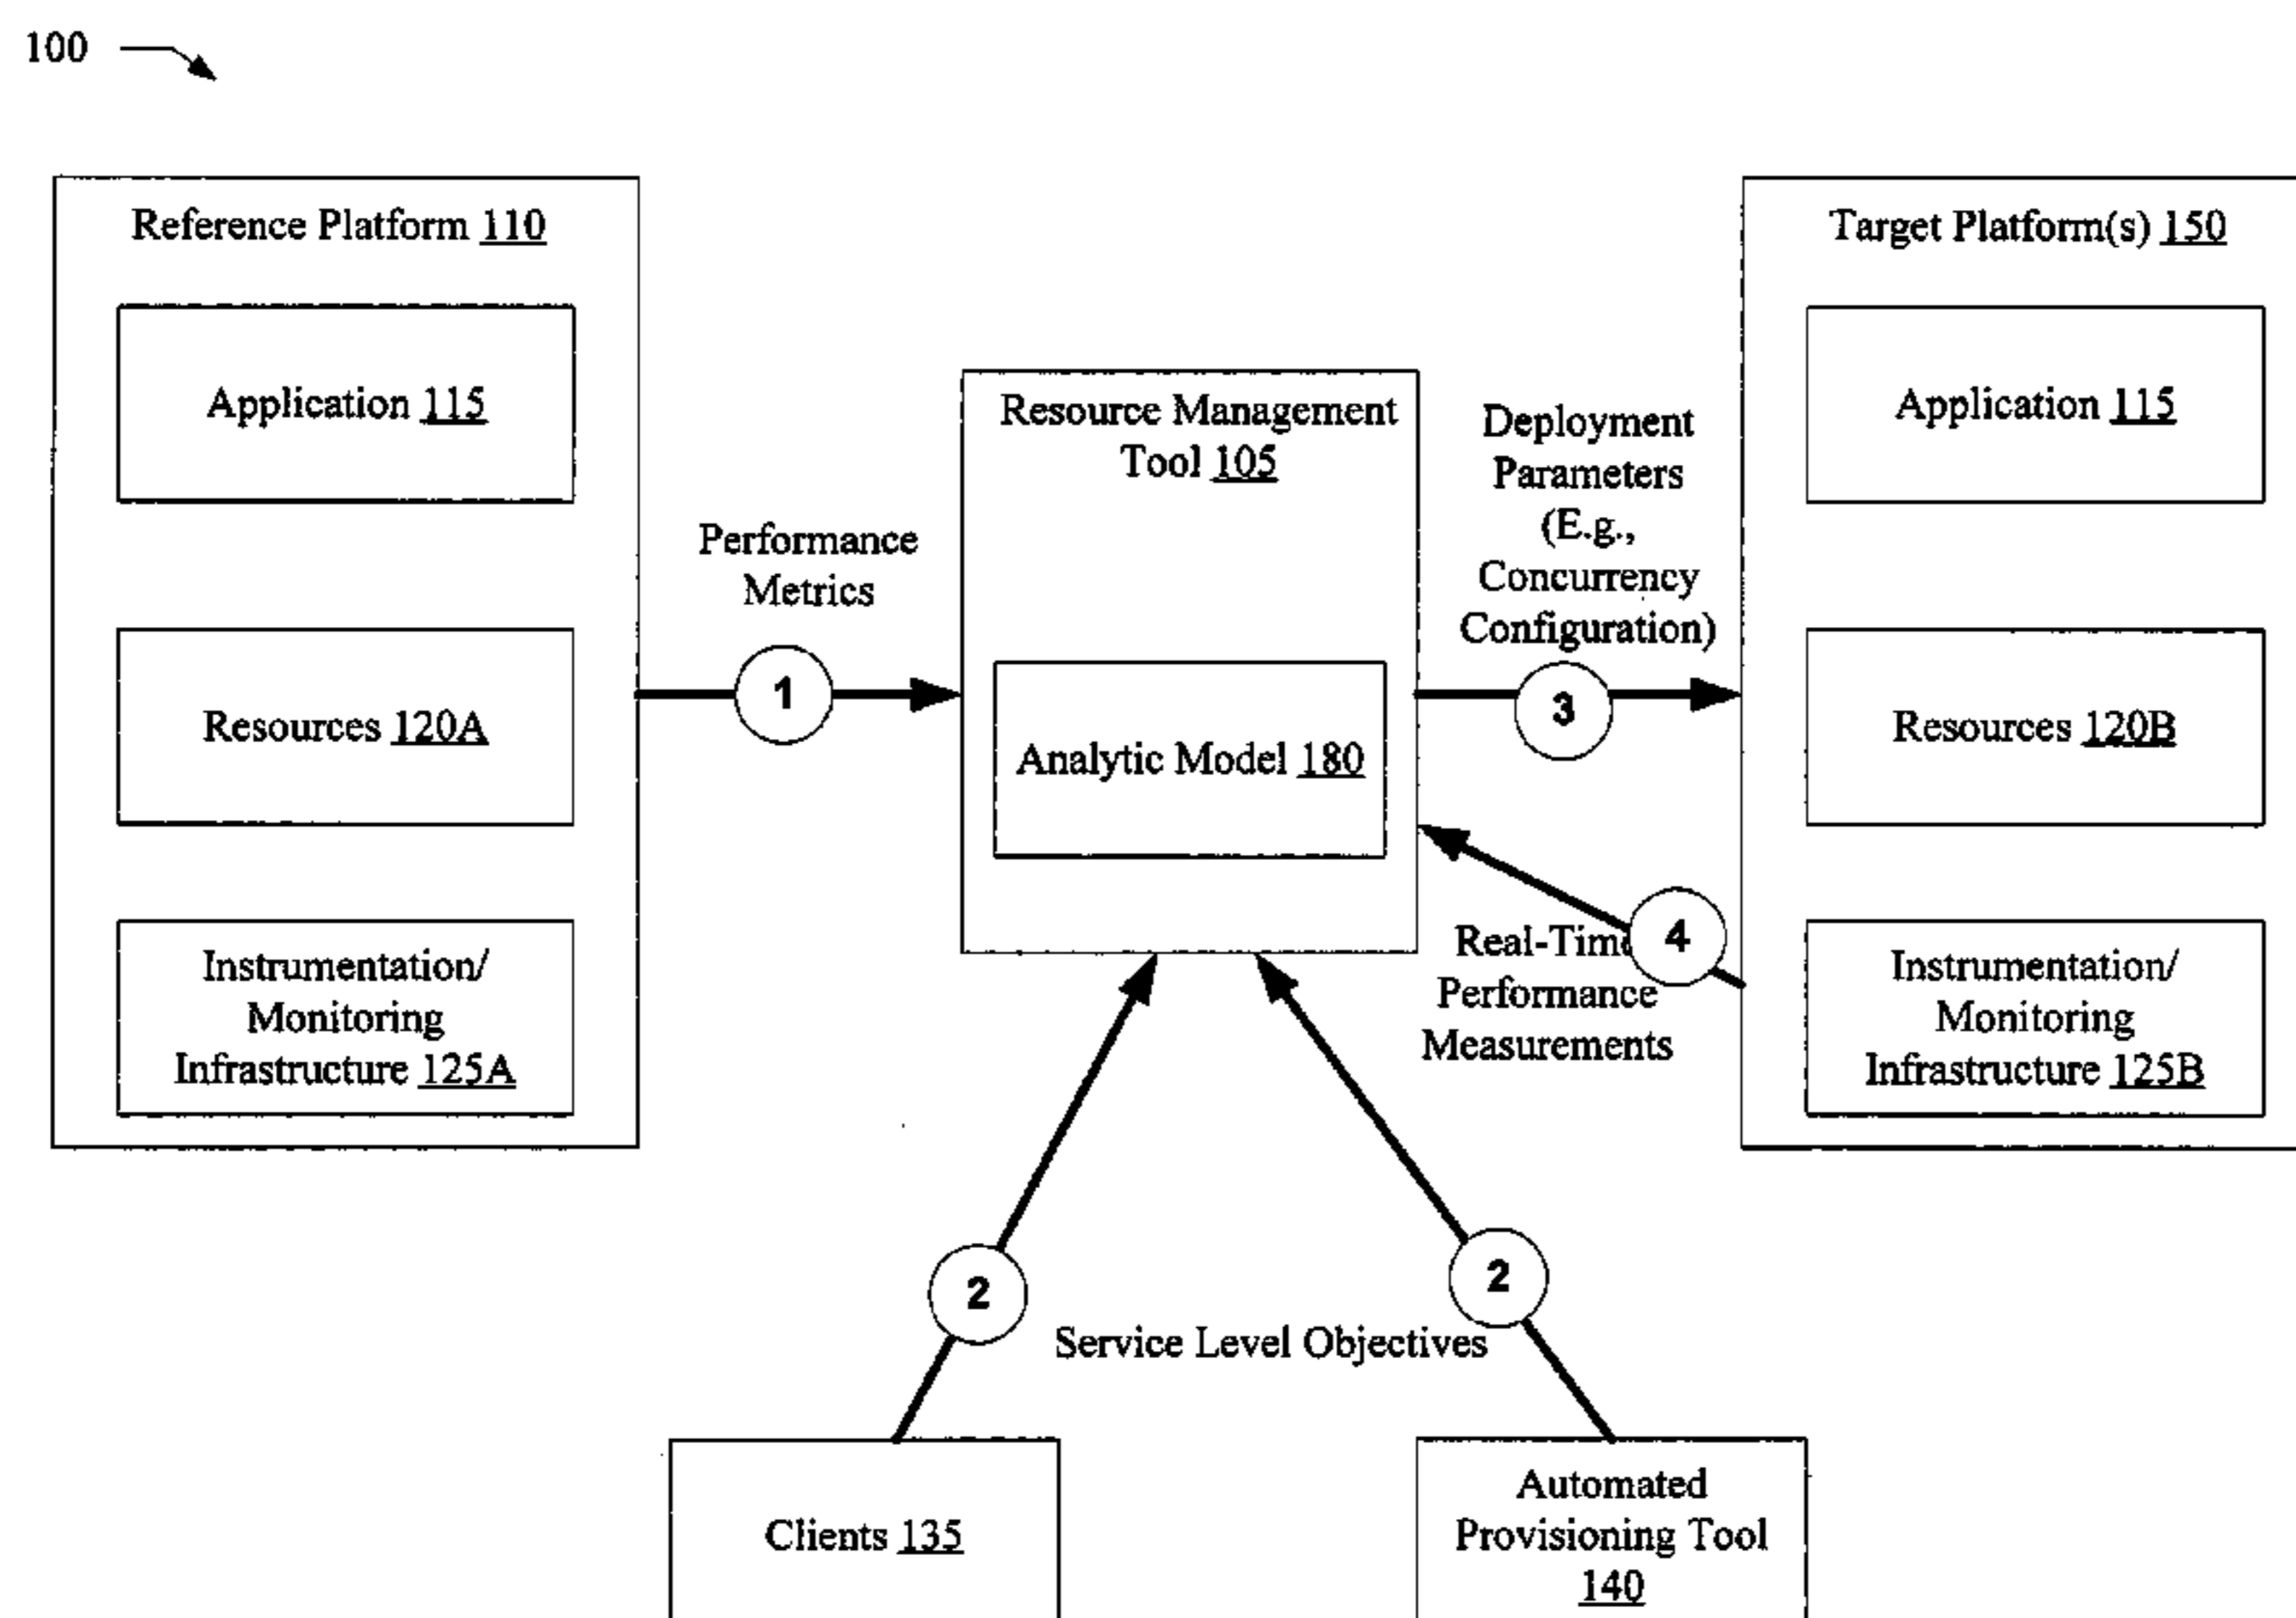 100
Reference Platform 110
Application 115
Resources 120A
Instrumentation/
Monitoring
Infrastructure 125A
Performance
Metrics
1
Resource Management
Tool 105
Analytic Model 180
Deployment
Parameters
(E.g.,
Concurrency
Configuration)
3
Target Platform(s) 150
Application 115
Resources 120B
Instrumentation/
Monitoring
Infrastructure 125B
4
Real-Time
Performance
Measurements
2
2
Service Level Objectives
Clients 135
Automated
Provisioning Tool
140